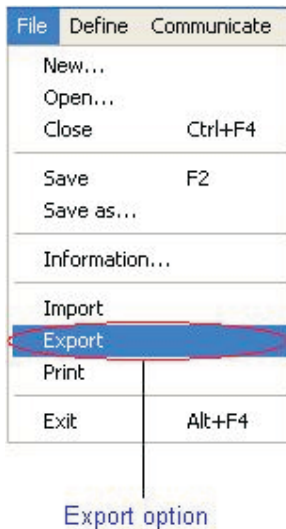 File Define Communicate
New...
Open...
Close Ctrl+F4
Save F2
Save as...
Information...
Import
Export
Print
Exit Alt+F4
Export option